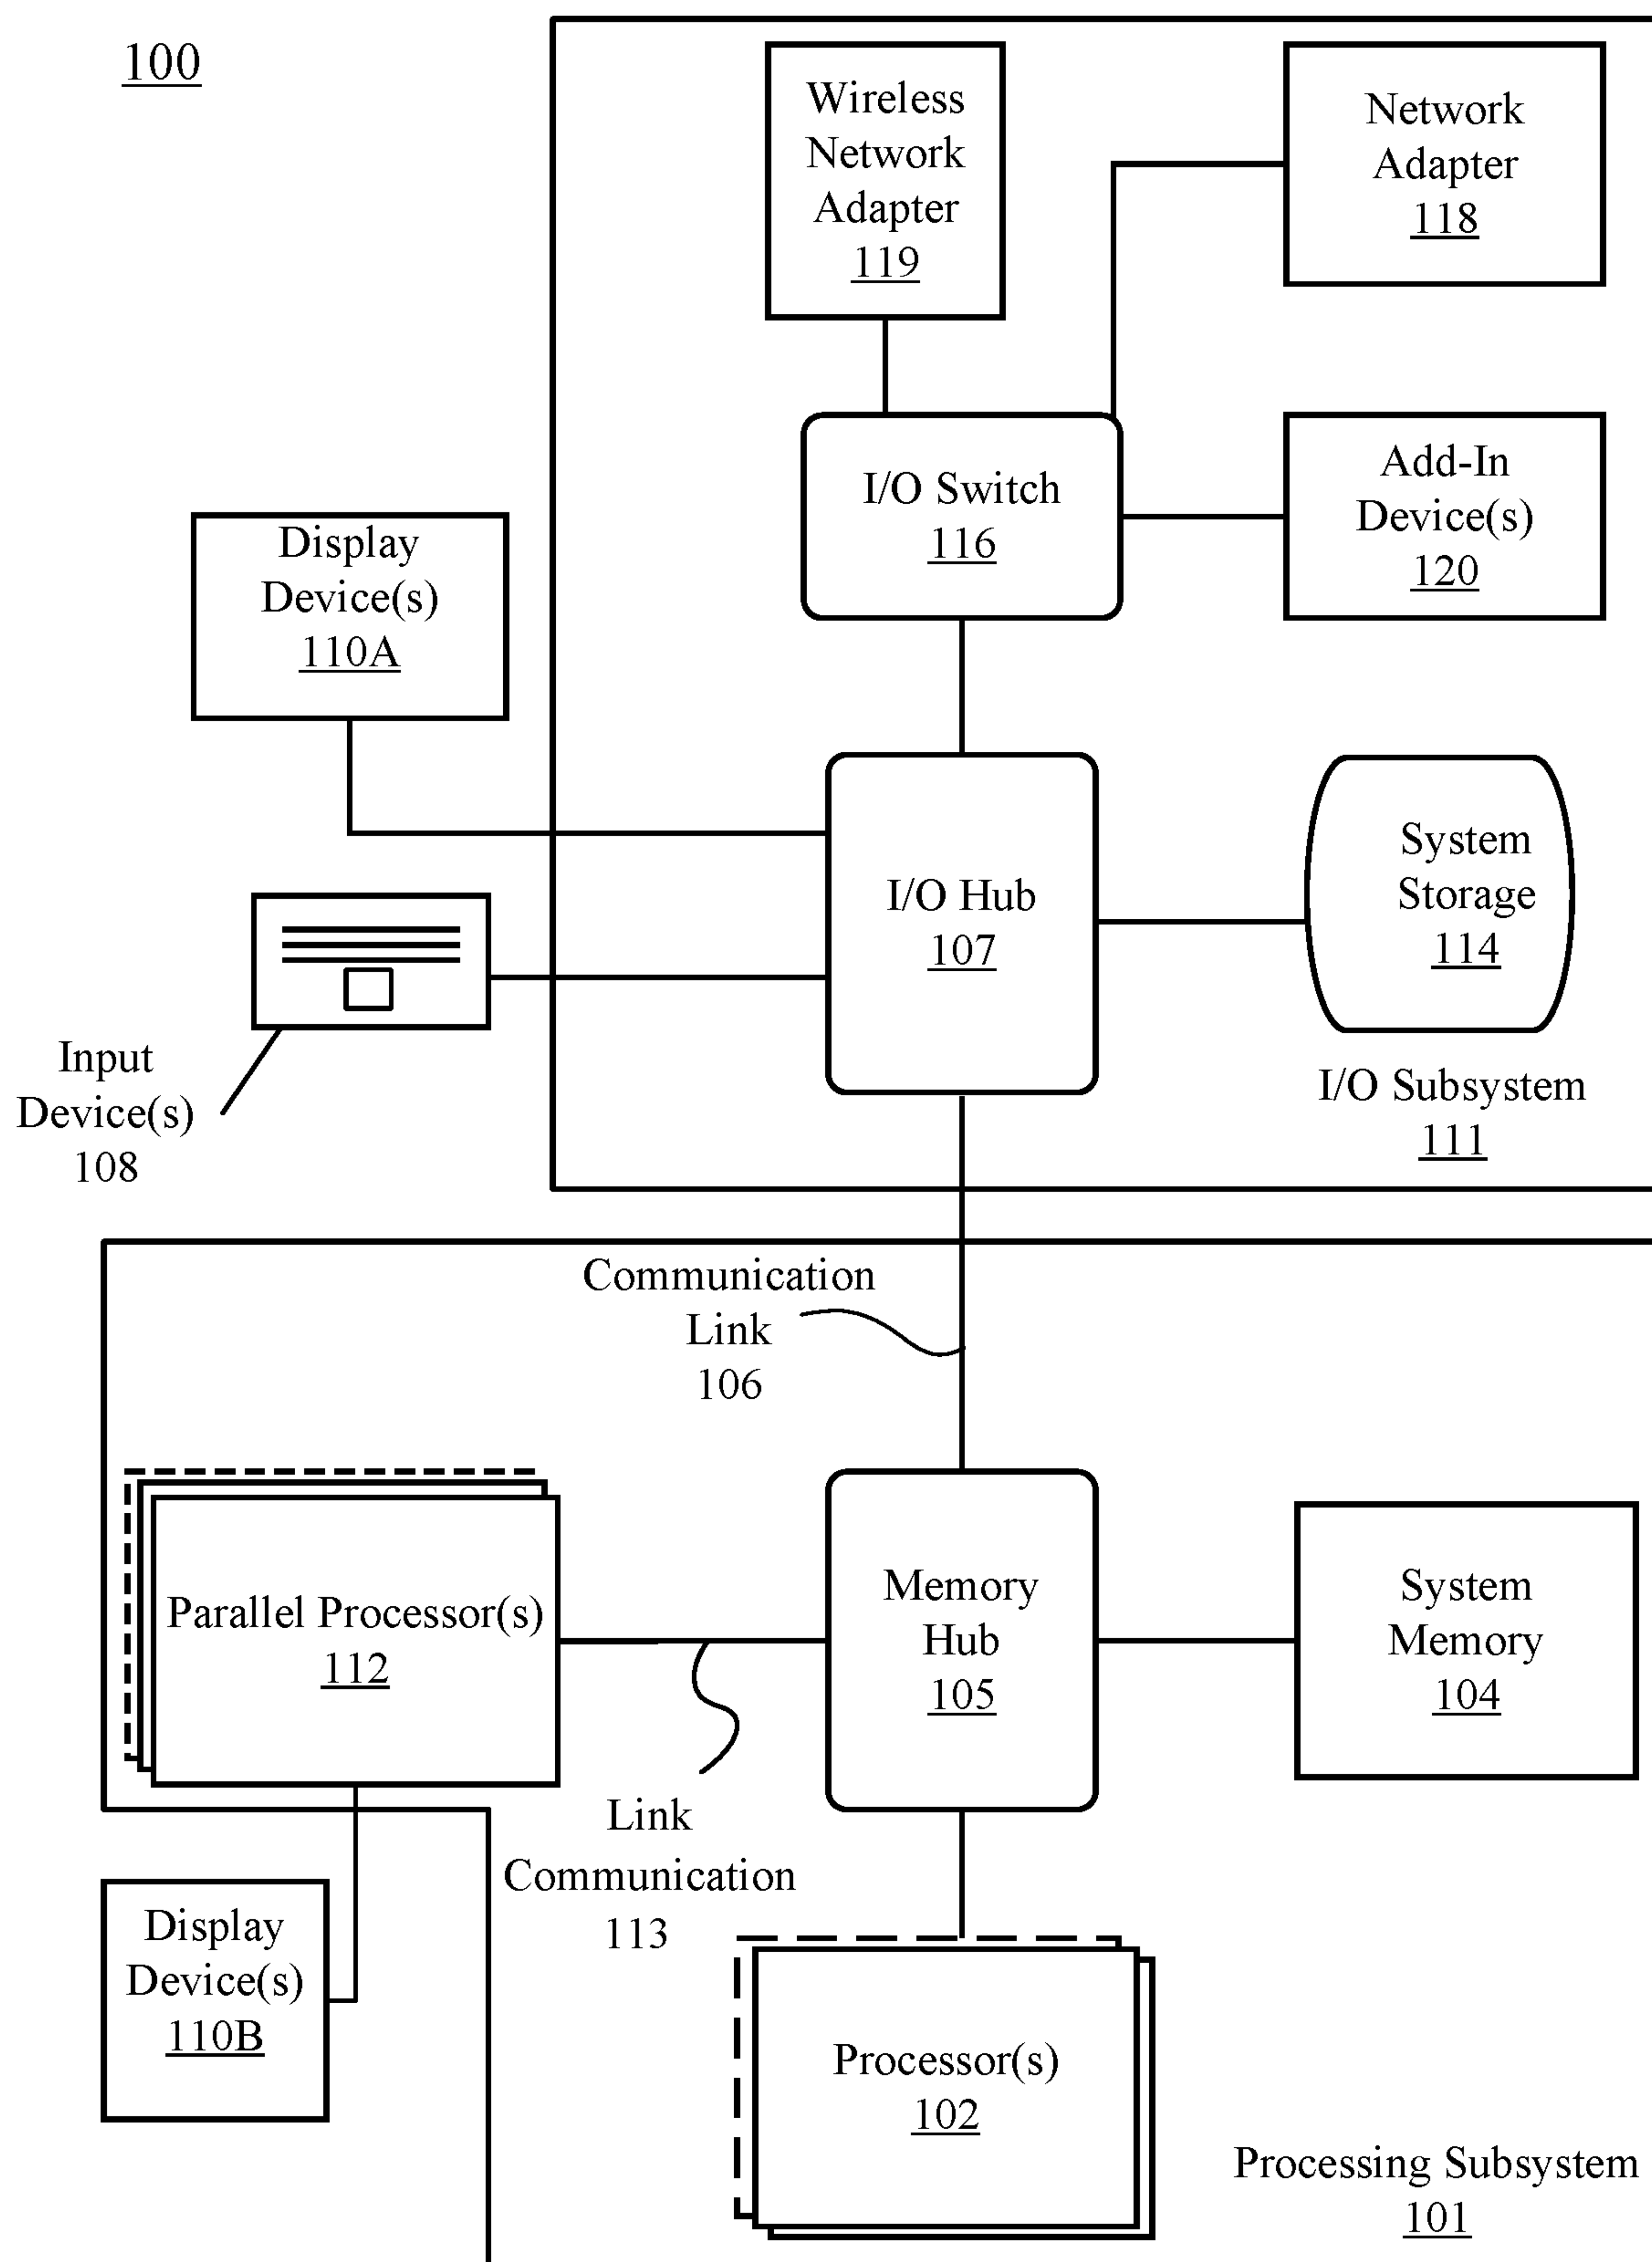 100
Wireless
Network
Adapter
119
Network
Adapter
118
I/O Switch
116
Add-In
Device(s)
120
Display
Device(s)
110A
I/O Hub
107
System
Storage
114
Input
Device(s)
108
I/O Subsystem
111
Communication
Link
106
Parallel Processor(s)
112
Memory
Hub
105
System
Memory
104
Link
Communication
113
Display
Device(s)
110B
Processor(s)
102
Processing Subsystem
101